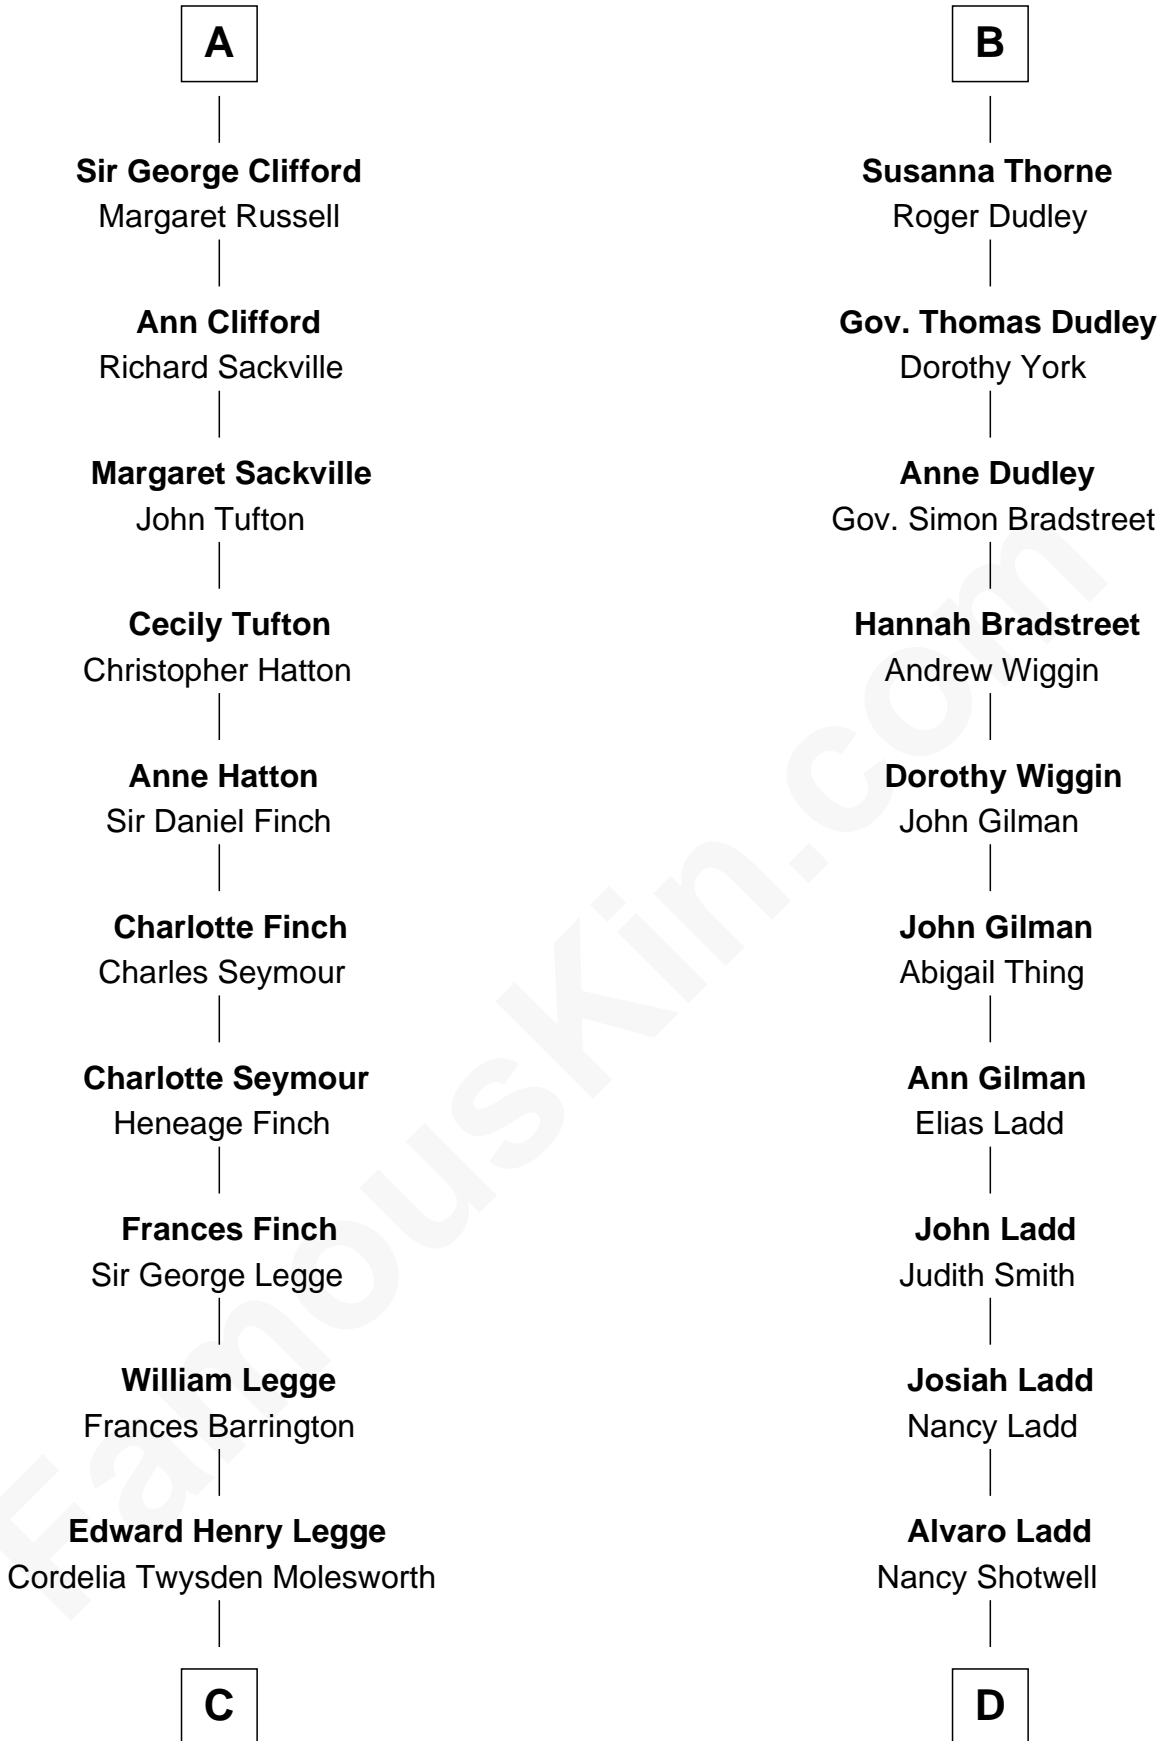 A
Sir George Clifford
Margaret Russell
Ann Clifford
Richard Sackville
Margaret Sackville
John Tufton
Cecily Tufton
Christopher Hatton
Anne Hatton
Sir Daniel Finch
Charlotte Finch
Charles Seymour
Charlotte Seymour
Heneage Finch
Frances Finch
Sir George Legge
William Legge
Frances Barrington
Edward Henry Legge
Cordelia Twysden Molesworth
C
B
Susanna Thorne
Roger Dudley
Gov. Thomas Dudley
Dorothy York
Anne Dudley
Gov. Simon Bradstreet
Hannah Bradstreet
Andrew Wiggin
Dorothy Wiggin
John Gilman
John Gilman
Abigail Thing
Ann Gilman
Elias Ladd
John Ladd
Judith Smith
Josiah Ladd
Nancy Ladd
Alvaro Ladd
Nancy Shotwell
D
FamousKin.com